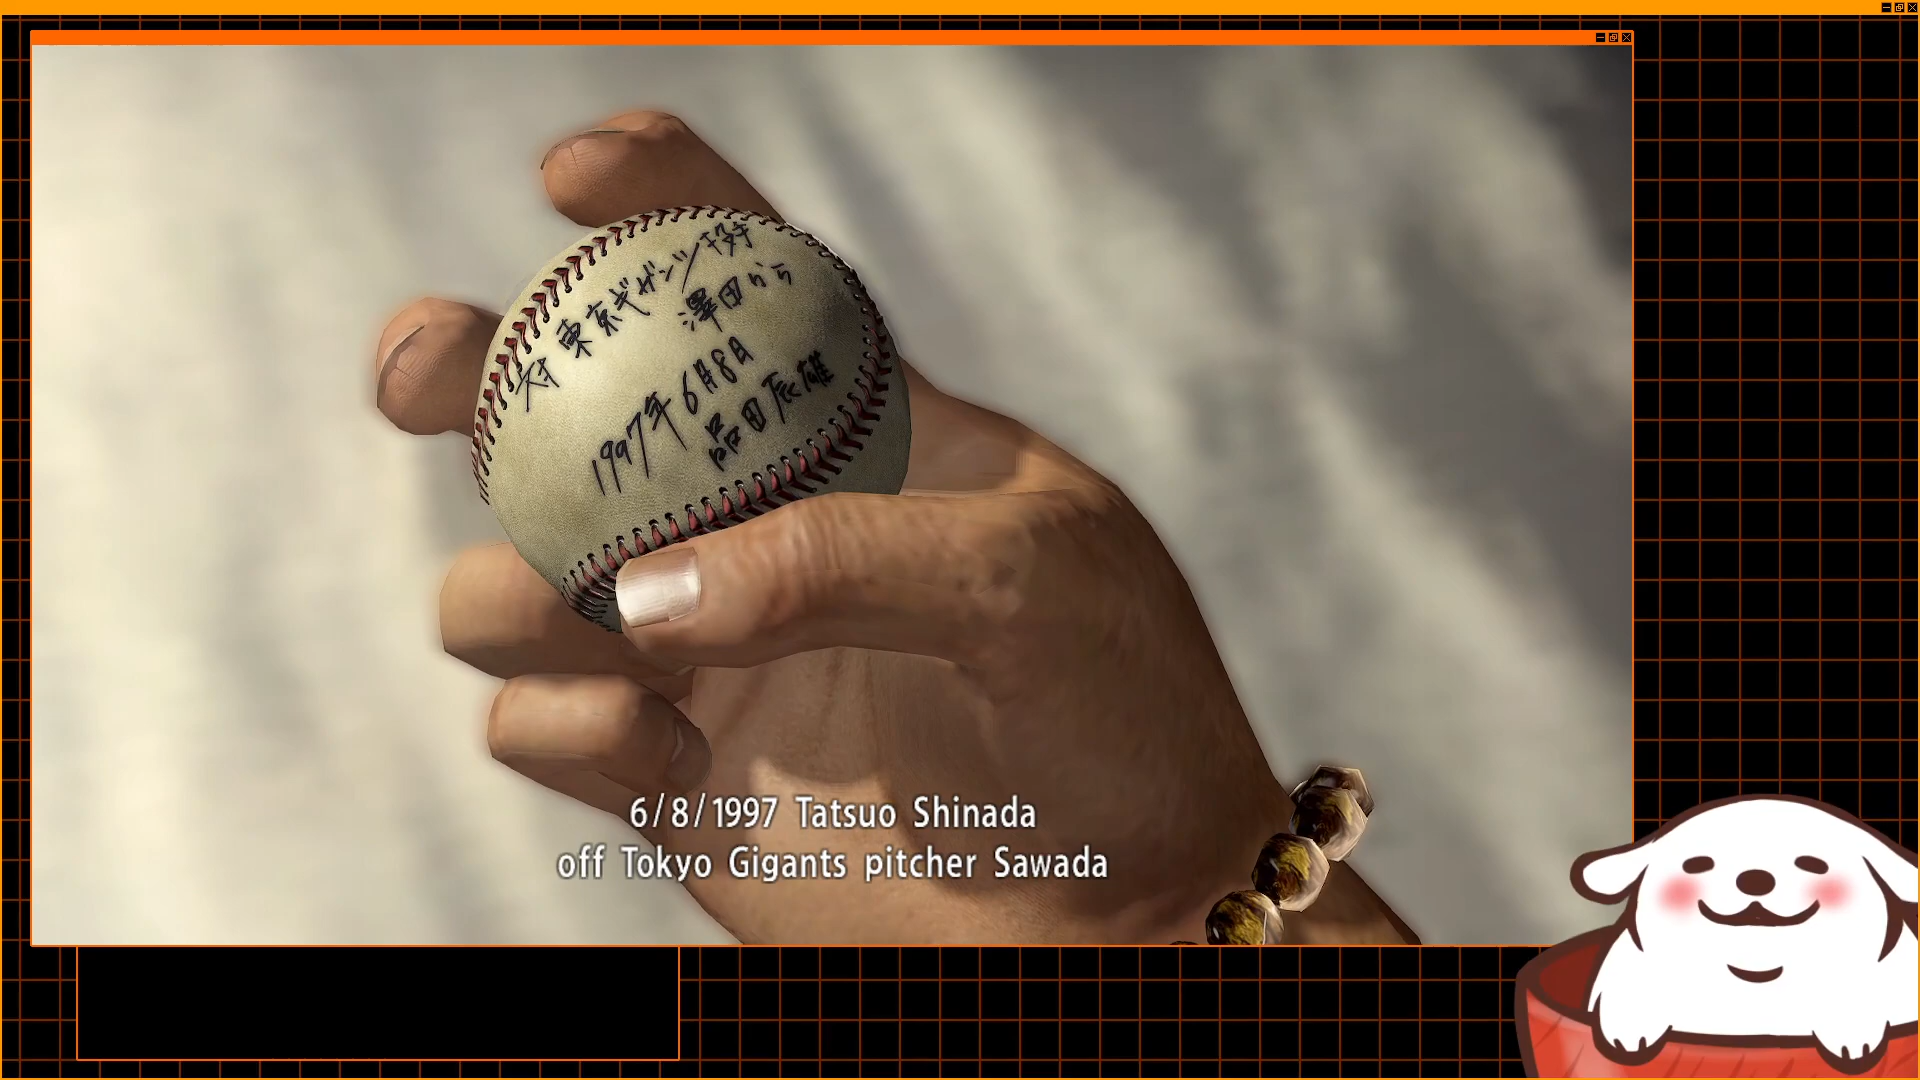 対 東京ギガンツ投手
澤田から
1997年6月8日
品田辰雄
6/8/1997 Tatsuo Shinada
off Tokyo Gigants pitcher Sawada